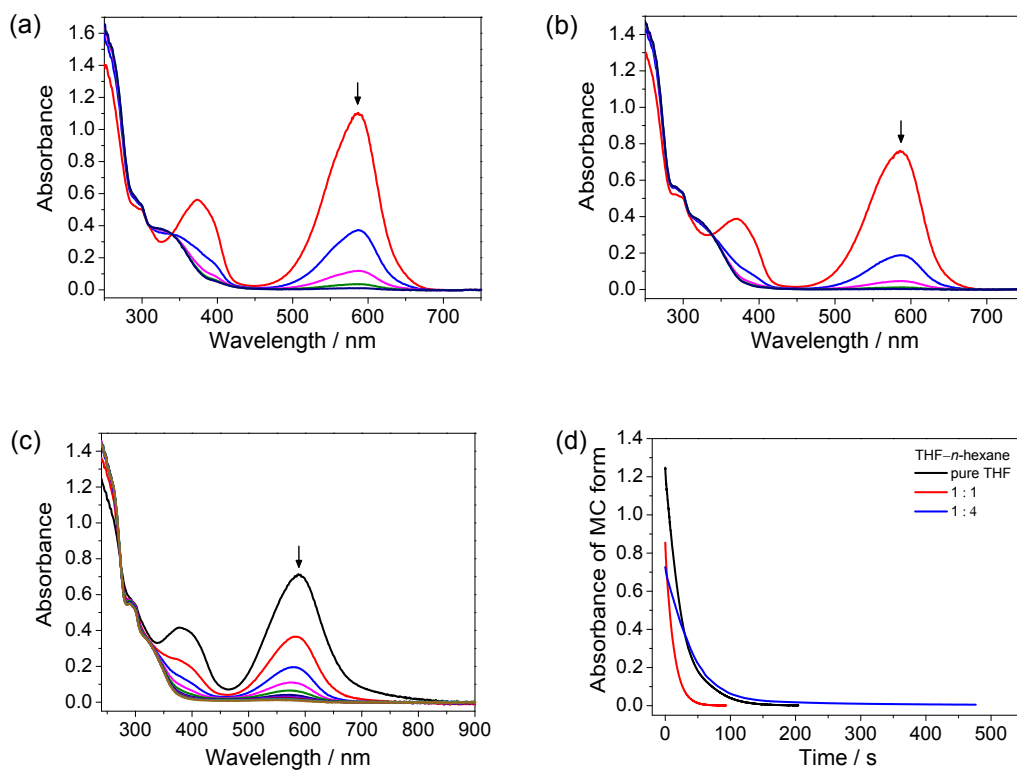 (a)
Absorbance
1.6
1.4
1.2
1.0
0.8
0.6
0.4
0.2
0.0
300 400 500 600 700
Wavelength / nm
(b)
Absorbance
1.4
1.2
1.0
0.8
0.6
0.4
0.2
0.0
300 400 500 600 700
Wavelength / nm
(c)
Absorbance
1.4
1.2
1.0
0.8
0.6
0.4
0.2
0.0
300 400 500 600 700 800 900
Wavelength / nm
(d)
Absorbance of MC form
1.4
1.2
1.0
0.8
0.6
0.4
0.2
0.0
THF–n-hexane
pure THF
1 : 1
1 : 4
0 100 200 300 400 500
Time / s